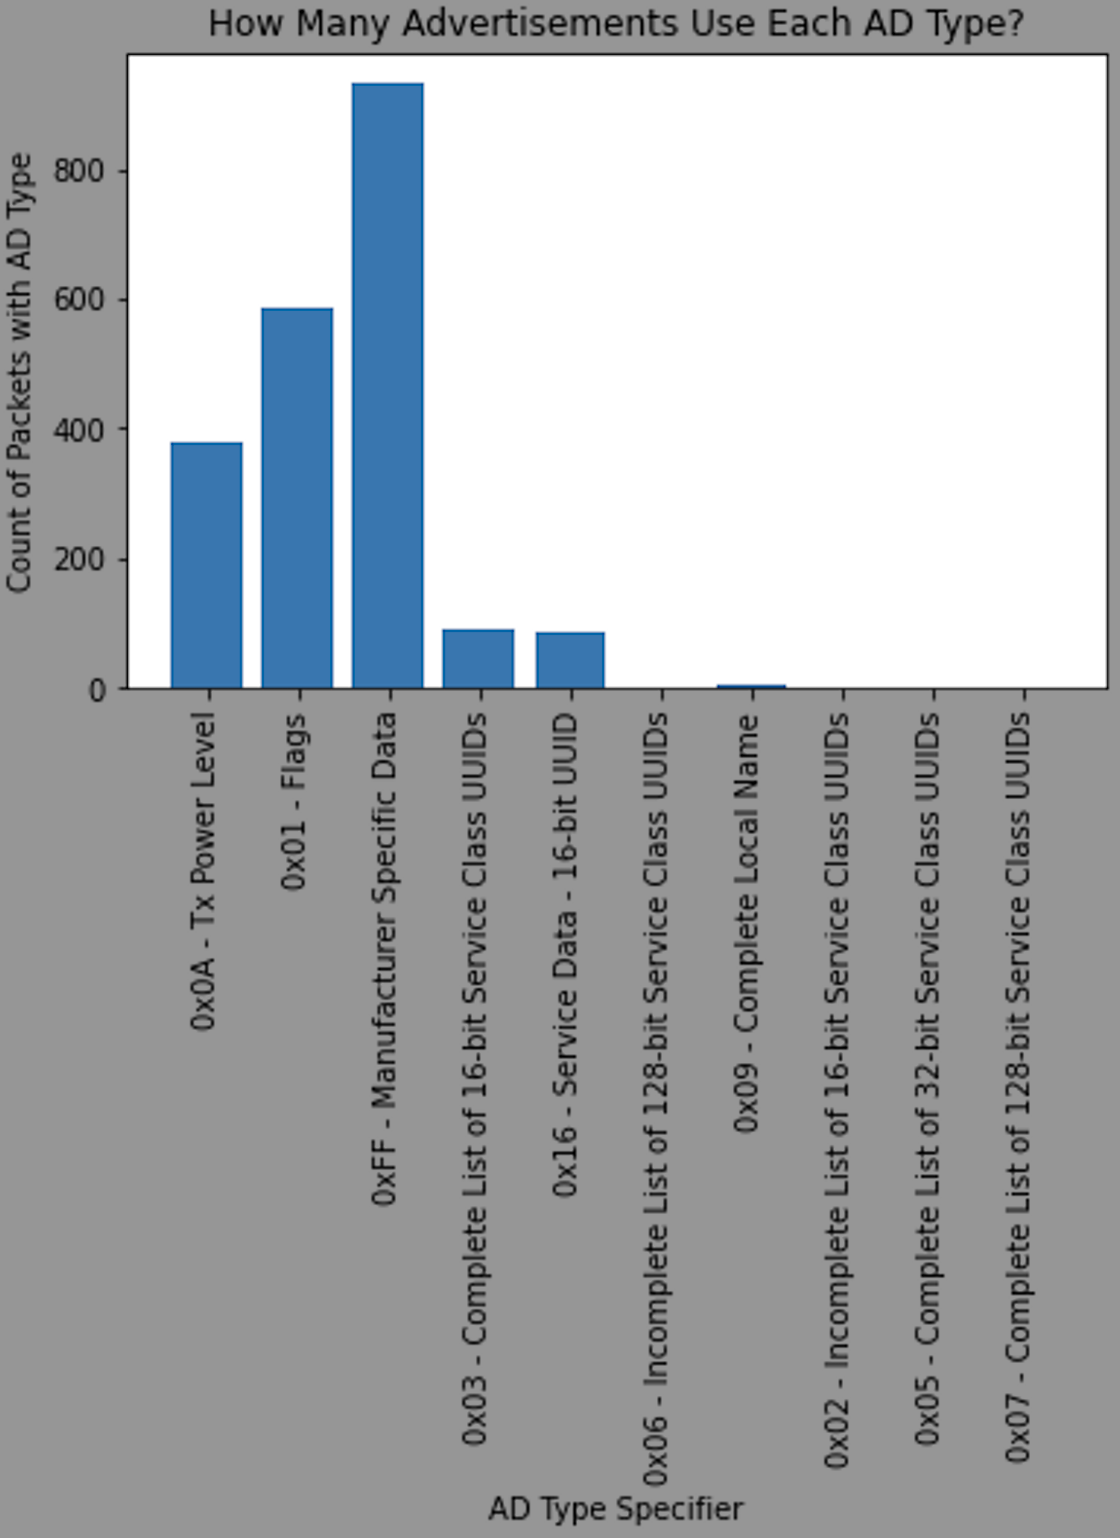 How Many Advertisements Use Each AD Type?
Count of Packets with AD Type
800
600
400
200
0
0x0A - Tx Power Level
0x01 - Flags
0xFF - Manufacturer Specific Data
0x03 - Complete List of 16-bit Service Class UUIDs
0x16 - Service Data - 16-bit UUID
0x06 - Incomplete List of 128-bit Service Class UUIDs
0x09 - Complete Local Name
0x02 - Incomplete List of 16-bit Service Class UUIDs
0x05 - Complete List of 32-bit Service Class UUIDs
0x07 - Complete List of 128-bit Service Class UUIDs
AD Type Specifier